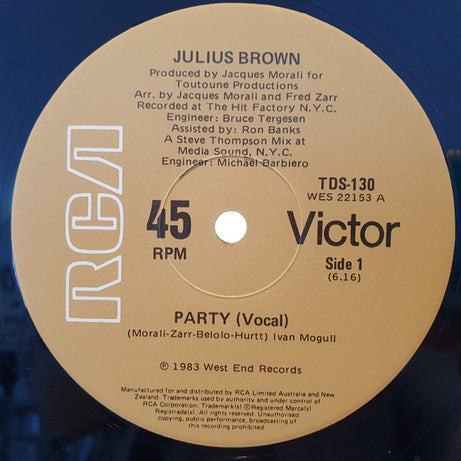 JULIUS BROWN
Produced by Jacques Morali for
Toutoune Productions
Arr. by Jacques Morali and Fred Zarr
Recorded at The Hit Factory N.Y.C.
Engineer: Bruce Tergesen
Assisted by: Ron Banks
A Steve Thompson Mix at
Media Sound, N.Y.C.
Engineer: Michael Barbiero
RCA
TDS-130
WES 22153 A
45
RPM
Victor
Side 1
(6.16)
PARTY (Vocal)
(Morali-Zarr-Belolo-Hurtt) Ivan Mogull
℗ 1983 West End Records
Manufactured for and distributed by RCA Limited Australia and New
Zealand. Trademarks used by authority and under control of
RCA Corporation. Trademarks ®Registered Marca(s)
Registrada(s). All rights reserved. Unauthorised
copying, public performance, broadcasting of
this recording prohibited.